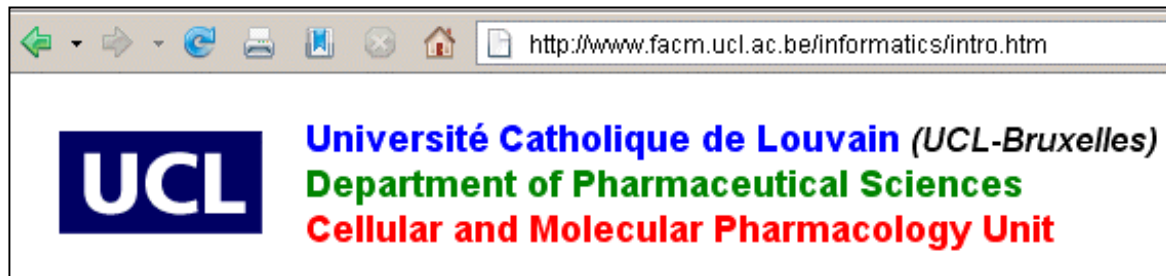 http://www.facm.ucl.ac.be/informatics/intro.htm
UCL
Université Catholique de Louvain (UCL-Bruxelles)
Department of Pharmaceutical Sciences
Cellular and Molecular Pharmacology Unit